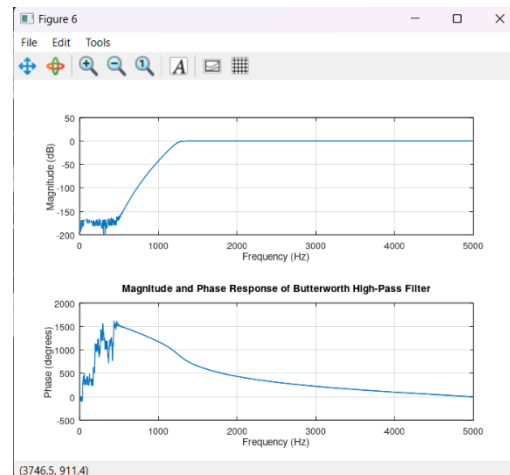 Figure 6
File Edit Tools
A
50
0
-50
-100
-150
-200
Magnitude (dB)
0 1000 2000 3000 4000 5000
Frequency (Hz)
Magnitude and Phase Response of Butterworth High-Pass Filter
2000
1500
1000
500
0
-500
Phase (degrees)
0 1000 2000 3000 4000 5000
Frequency (Hz)
(3746.5, 911.4)